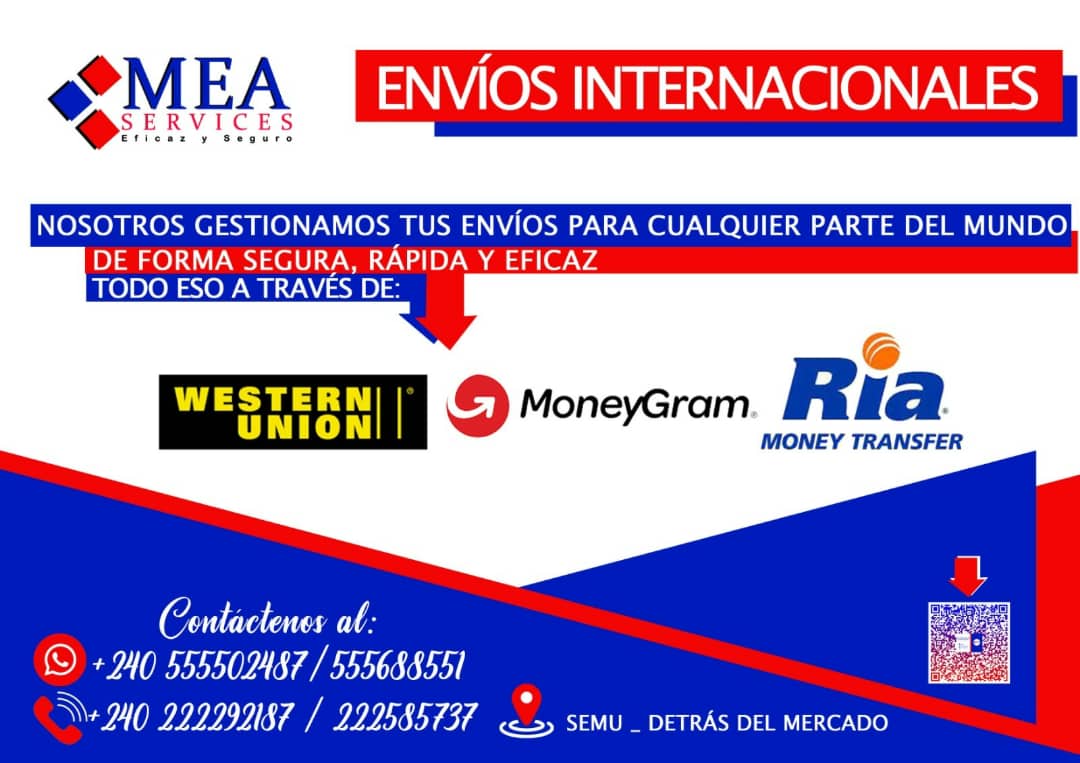 MEA
SERVICES
Eficaz y Seguro
ENVÍOS INTERNACIONALES
NOSOTROS GESTIONAMOS TUS ENVÍOS PARA CUALQUIER PARTE DEL MUNDO
DE FORMA SEGURA, RÁPIDA Y EFICAZ
TODO ESO A TRAVÉS DE:
WESTERN
UNION
MoneyGram®
Ria®
MONEY TRANSFER
Contáctenos al:
+240 555502487/555688551
+240 222292187 / 222585737
SEMU _ DETRÁS DEL MERCADO